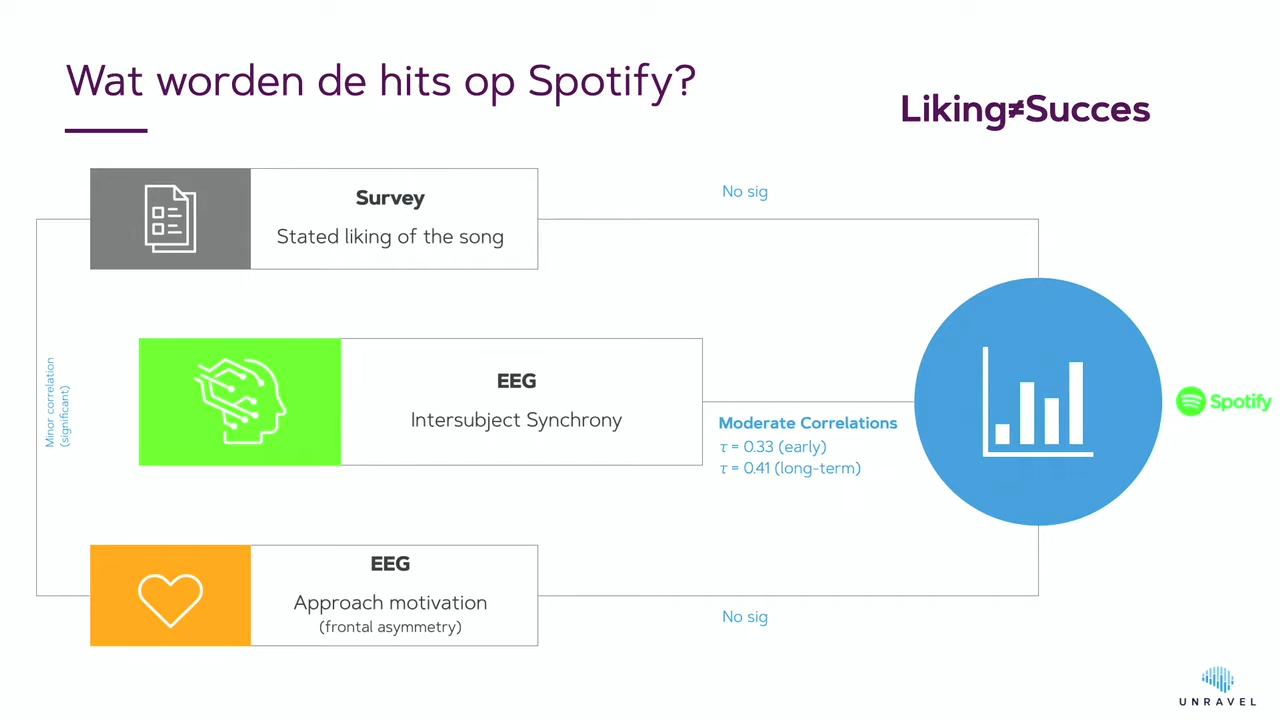 Wat worden de hits op Spotify?
Liking≠Succes
Survey
Stated liking of the song
No sig
EEG
Intersubject Synchrony
Moderate Correlations
τ = 0.33 (early)
τ = 0.41 (long-term)
Spotify
Minor correlation
(significant)
EEG
Approach motivation
(frontal asymmetry)
No sig
UNRAVEL